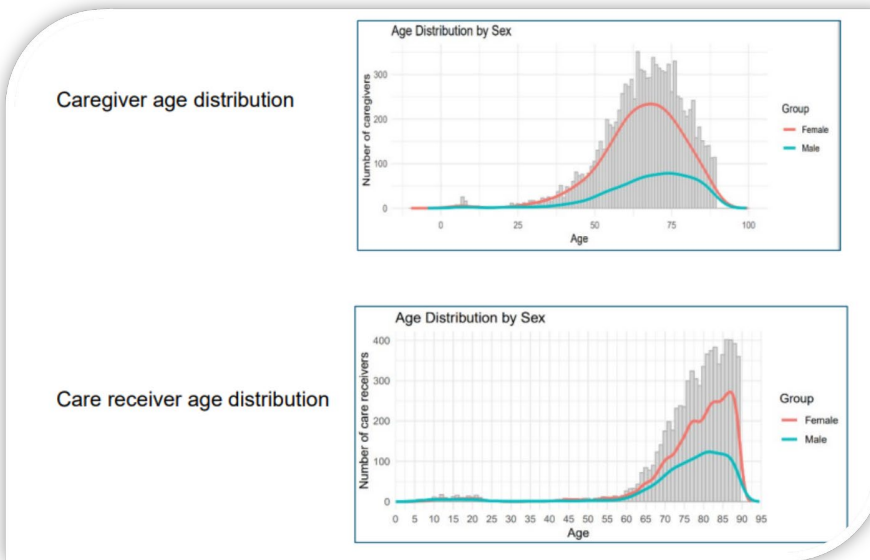 Caregiver age distribution
Age Distribution by Sex
Number of caregivers
300
200
100
0
0 25 50 75 100
Age
Group
Female
Male
Care receiver age distribution
Age Distribution by Sex
Number of care receivers
400
300
200
100
0
0 5 10 15 20 25 30 35 40 45 50 55 60 65 70 75 80 85 90 95
Age
Group
Female
Male